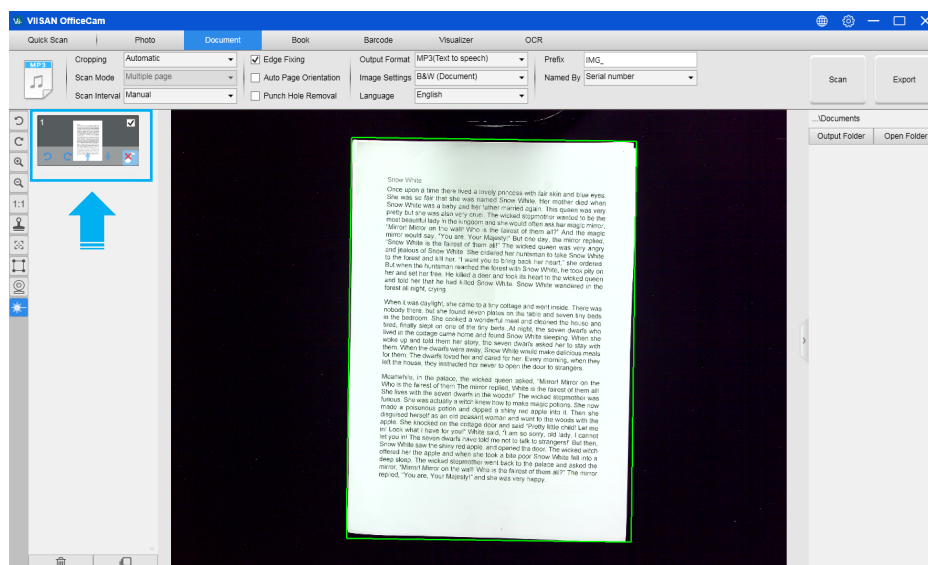 VIISAN OfficeCam
Quick Scan
Photo
Document
Book
Barcode
Visualizer
OCR
MP3
Cropping
Automatic
Edge Fixing
Output Format
MP3(Text to speech)
Prefix
IMG_
Scan Mode
Multiple page
Auto Page Orientation
Image Settings
B&W (Document)
Named By
Serial number
Scan
Export
Scan Interval
Manual
Punch Hole Removal
Language
English
...\Documents
Output Folder
Open Folder
1
1:1
Snow White
Once upon a time there lived a lovely princess with fair skin and blue eyes.
She was so fair that she was named Snow White. Her mother died when
Snow White was a baby and her father married again. This queen was very
pretty but she was also very cruel. The wicked stepmother wanted to be the
most beautiful lady in the kingdom and she would often ask her magic mirror,
"Mirror! Mirror on the wall! Who is the fairest of them all?" And the magic
mirror would say, "You are, Your Majesty!" But one day, the mirror replied,
"Snow White is the fairest of them all!" The wicked queen was very angry
and jealous of Snow White. She ordered her huntsman to take Snow White
to the forest and kill her. "I want you to bring back her heart," she ordered.
But when the huntsman reached the forest with Snow White, he took pity on
her and set her free. He killed a deer and took its heart to the wicked queen
and told her that he had killed Snow White. Snow White wandered in the
forest all night, crying.
When it was daylight, she came to a tiny cottage and went inside. There was
nobody there, but she found seven plates on the table and seven tiny beds
in the bedroom. She cooked a wonderful meal and cleaned the house and
tired, finally slept on one of the tiny beds. At night, the seven dwarfs who
lived in the cottage came home and found Snow White sleeping. When she
woke up and told them her story, the seven dwarfs asked her to stay with
them. When the dwarfs were away, Snow White would make delicious meals
for them. The dwarfs loved her and cared for her. Every morning, when they
left the house, they instructed her never to open the door to strangers.
Meanwhile, in the palace, the wicked queen asked, "Mirror! Mirror on the
Who is the fairest of them The mirror replied, "White is the fairest of them all!
She lives with the seven dwarfs in the woods!" The wicked stepmother was
furious. She was actually a witch knew how to make magic potions. She now
made a poisonous potion and dipped a shiny red apple into it. Then she
disguised herself as an old peasant woman and went to the woods with the
apple. She knocked on the cottage door and said "Pretty little child! Let me
in! Look what I have for you!" White said, "I am so sorry, old lady, I cannot
let you in! The seven dwarfs have told me not to talk to strangers!" But then,
Snow White saw the shiny red apple, and opened the door. The wicked witch
offered her the apple and when she took a bite poor Snow White fell into a
deep sleep. The wicked stepmother went back to the palace and asked the
mirror, "Mirror! Mirror on the wall! Who is the fairest of them all?" The mirror
replied, "You are, Your Majesty!" and she was very happy.